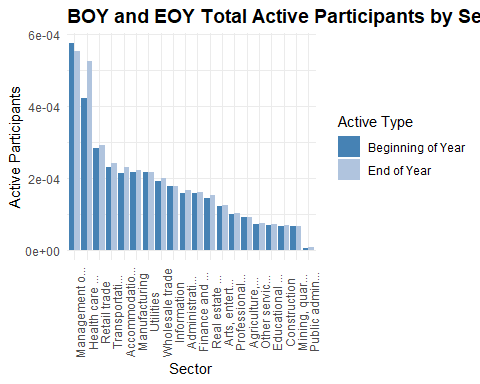 BOY and EOY Total Active Participants by Se
6e-04
4e-04
2e-04
0e+00
Active Participants
Management o...
Health care ...
Retail trade
Transportati...
Accommodatio...
Manufacturing
Utilities
Wholesale trade
Information
Administrati...
Finance and ...
Real estate ...
Arts, entert...
Professional...
Agriculture,...
Other servic...
Educational ...
Construction
Mining, quar...
Public admin...
Sector
Active Type
Beginning of Year
End of Year